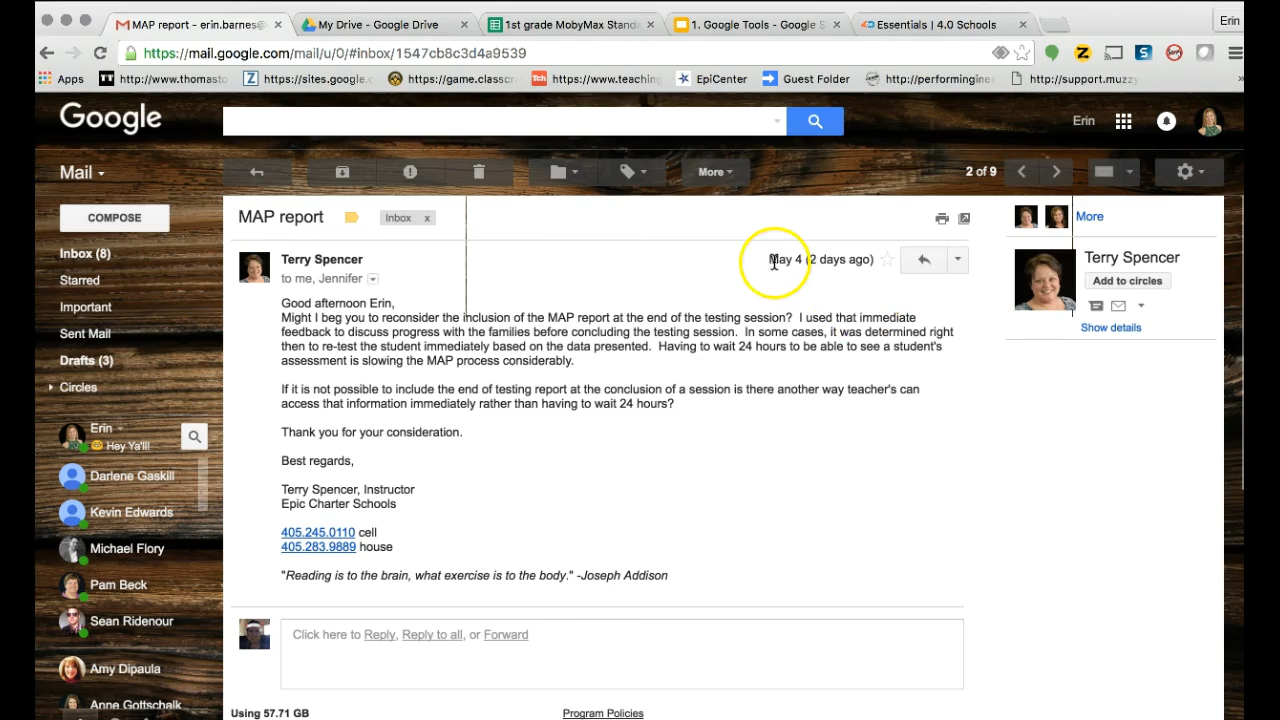 MAP report - erin.barnes@
My Drive - Google Drive
1st grade MobyMax Standa
1. Google Tools - Google S
Essentials | 4.0 Schools
Erin
https://mail.google.com/mail/u/0/#inbox/1547cb8c3d4a9539
Apps
http://www.thomasto
https://sites.google.c
https://game.classcr
https://www.teaching
EpiCenter
Guest Folder
http://performingine
http://support.muzzy
Google
Erin
Mail
More
2 of 9
COMPOSE
MAP report
Inbox x
More
Inbox (8)
Starred
Important
Sent Mail
Drafts (3)
Circles
Terry Spencer
May 4 (2 days ago)
to me, Jennifer
Terry Spencer
Add to circles
Show details
Good afternoon Erin,
Might I beg you to reconsider the inclusion of the MAP report at the end of the testing session? I used that immediate
feedback to discuss progress with the families before concluding the testing session. In some cases, it was determined right
then to re-test the student immediately based on the data presented. Having to wait 24 hours to be able to see a student's
assessment is slowing the MAP process considerably.
If it is not possible to include the end of testing report at the conclusion of a session is there another way teacher's can
access that information immediately rather than having to wait 24 hours?
Thank you for your consideration.
Best regards,
Terry Spencer, Instructor
Epic Charter Schools
405.245.0110 cell
405.283.9889 house
"Reading is to the brain, what exercise is to the body." -Joseph Addison
Erin
Hey Ya'll!
Darlene Gaskill
Kevin Edwards
Michael Flory
Pam Beck
Sean Ridenour
Amy Dipaula
Anne Gottschalk
Click here to Reply, Reply to all, or Forward
Using 57.71 GB
Program Policies